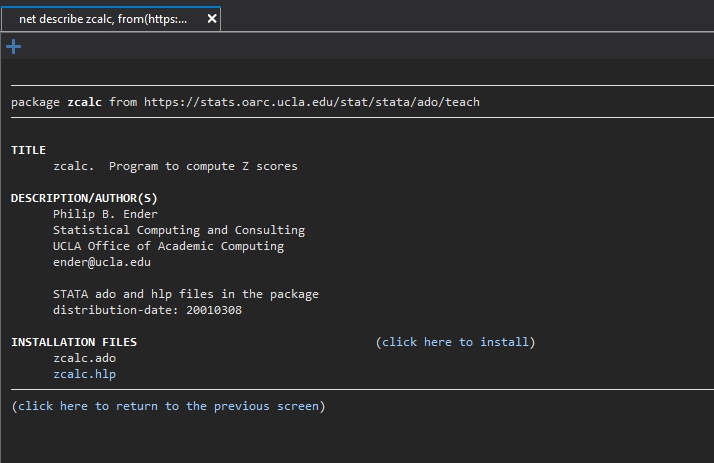 net describe zcalc, from(https:...
package zcalc from https://stats.oarc.ucla.edu/stat/stata/ado/teach
TITLE
zcalc. Program to compute Z scores
DESCRIPTION/AUTHOR(S)
Philip B. Ender
Statistical Computing and Consulting
UCLA Office of Academic Computing
ender@ucla.edu
STATA ado and hlp files in the package
distribution-date: 20010308
INSTALLATION FILES (click here to install)
zcalc.ado
zcalc.hlp
(click here to return to the previous screen)